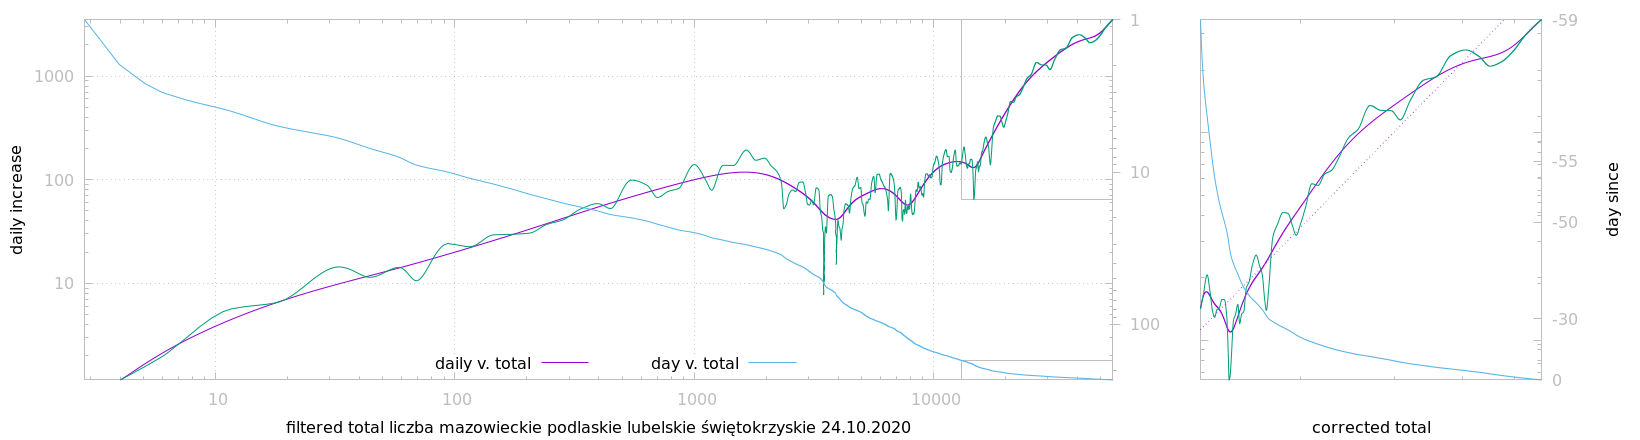 daily increase
1000
100
10
1
10
100
daily v. total
day v. total
10
100
1000
10000
filtered total liczba mazowieckie podlaskie lubelskie świętokrzyskie 24.10.2020
-59
-55
-50
-30
0
day since
corrected total